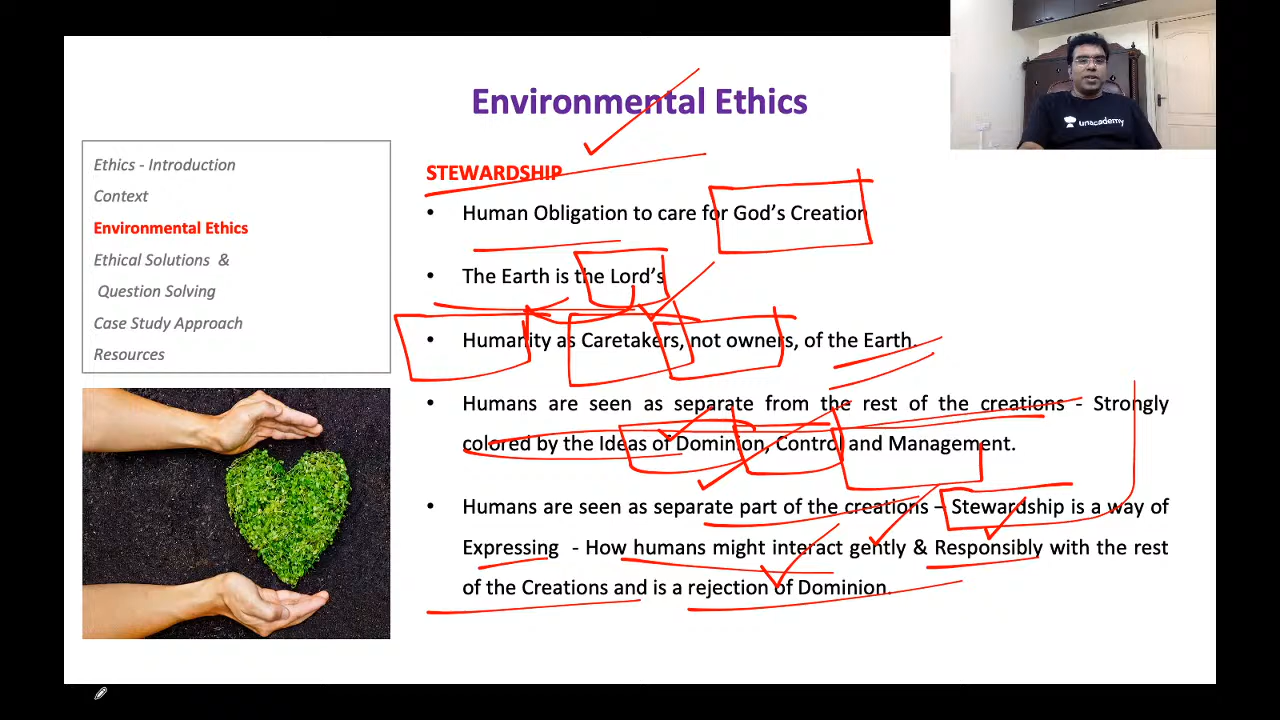 Environmental Ethics
unacademy
Ethics - Introduction
Context
Environmental Ethics
Ethical Solutions &
Question Solving
Case Study Approach
Resources
STEWARDSHIP
• Human Obligation to care for God's Creation
• The Earth is the Lord's
• Humanity as Caretakers, not owners, of the Earth.
• Humans are seen as separate from the rest of the creations - Strongly
colored by the Ideas of Dominion, Control and Management.
• Humans are seen as separate part of the creations – Stewardship is a way of
Expressing - How humans might interact gently & Responsibly with the rest
of the Creations and is a rejection of Dominion.